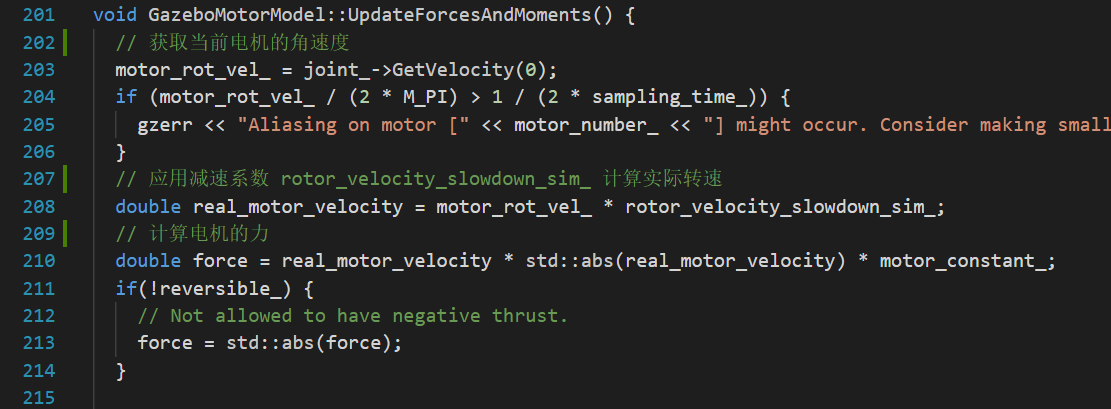 201 void GazeboMotorModel::UpdateForcesAndMoments() {
202 // 获取当前电机的角速度
203 motor_rot_vel_ = joint_->GetVelocity(0);
204 if (motor_rot_vel_ / (2 * M_PI) > 1 / (2 * sampling_time_)) {
205 gzerr << "Aliasing on motor [" << motor_number_ << "] might occur. Consider making small
206 }
207 // 应用减速系数 rotor_velocity_slowdown_sim_ 计算实际转速
208 double real_motor_velocity = motor_rot_vel_ * rotor_velocity_slowdown_sim_;
209 // 计算电机的力
210 double force = real_motor_velocity * std::abs(real_motor_velocity) * motor_constant_;
211 if(!reversible_) {
212 // Not allowed to have negative thrust.
213 force = std::abs(force);
214 }
215